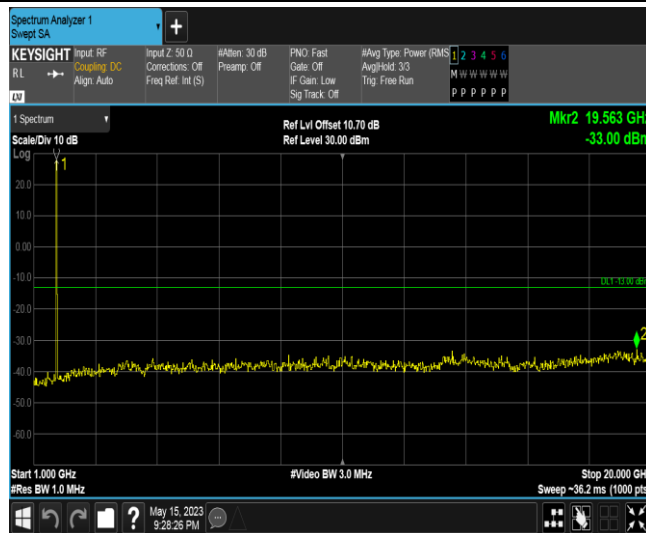 Spectrum Analyzer 1
Swept SA
+
KEYSIGHT
RL
LXI
Input: RF
Coupling: DC
Align: Auto
Input Z: 50 Ω
Corrections: Off
Freq Ref: Int (S)
#Atten: 30 dB
Preamp: Off
PNO: Fast
Gate: Off
IF Gain: Low
Sig Track: Off
#Avg Type: Power (RMS
Avg|Hold: 3/3
Trig: Free Run
1 2 3 4 5 6
M W W W W W
P P P P P P
1 Spectrum
Scale/Div 10 dB
Ref Lvl Offset 10.70 dB
Ref Level 30.00 dBm
Mkr2 19.563 GHz
-33.00 dBm
Log
1
20.0
10.0
0.00
-10.0
DL1 -13.00 dBm
-20.0
-30.0
2
-40.0
-50.0
-60.0
Start 1.000 GHz
#Video BW 3.0 MHz
Stop 20.000 GHz
#Res BW 1.0 MHz
Sweep ~36.2 ms (1000 pts
?
May 15, 2023
9:28:26 PM